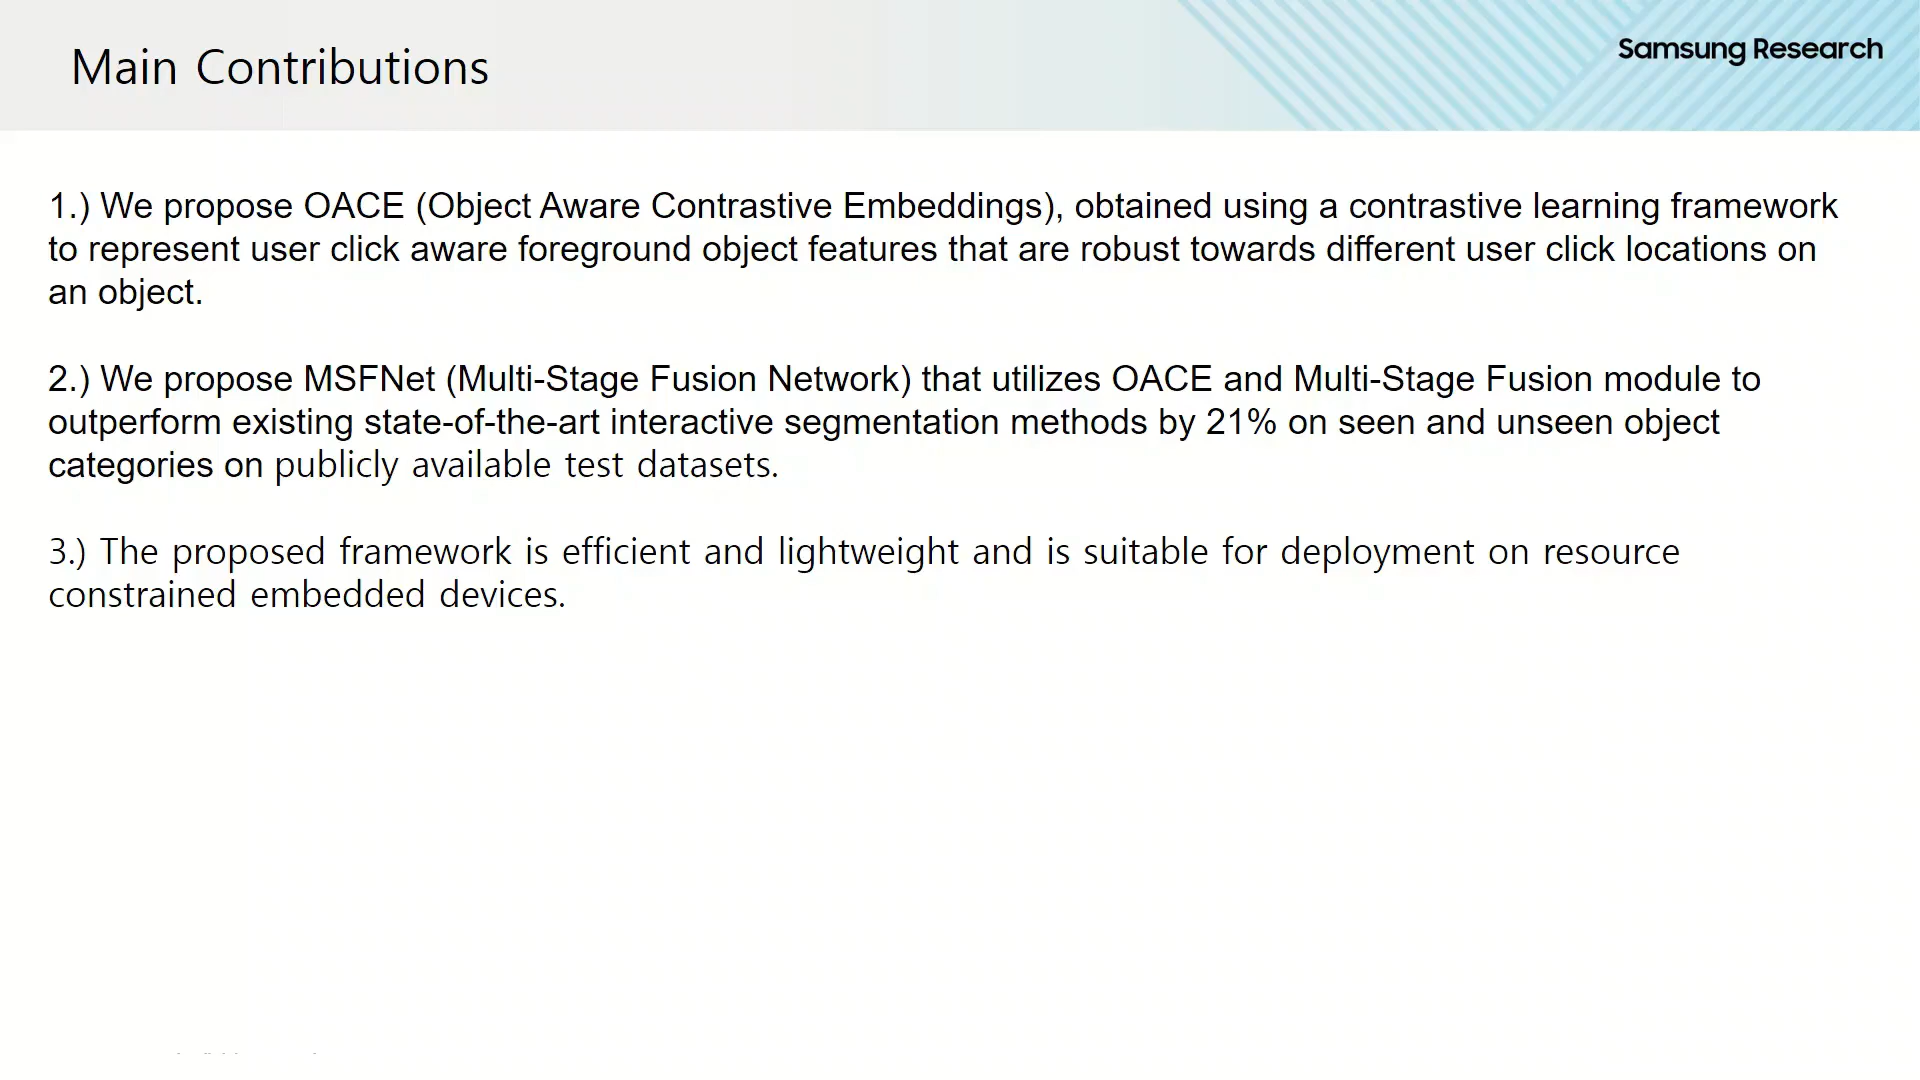 Main Contributions
Samsung Research
1.) We propose OACE (Object Aware Contrastive Embeddings), obtained using a contrastive learning framework
to represent user click aware foreground object features that are robust towards different user click locations on
an object.
2.) We propose MSFNet (Multi-Stage Fusion Network) that utilizes OACE and Multi-Stage Fusion module to
outperform existing state-of-the-art interactive segmentation methods by 21% on seen and unseen object
categories on publicly available test datasets.
3.) The proposed framework is efficient and lightweight and is suitable for deployment on resource
constrained embedded devices.